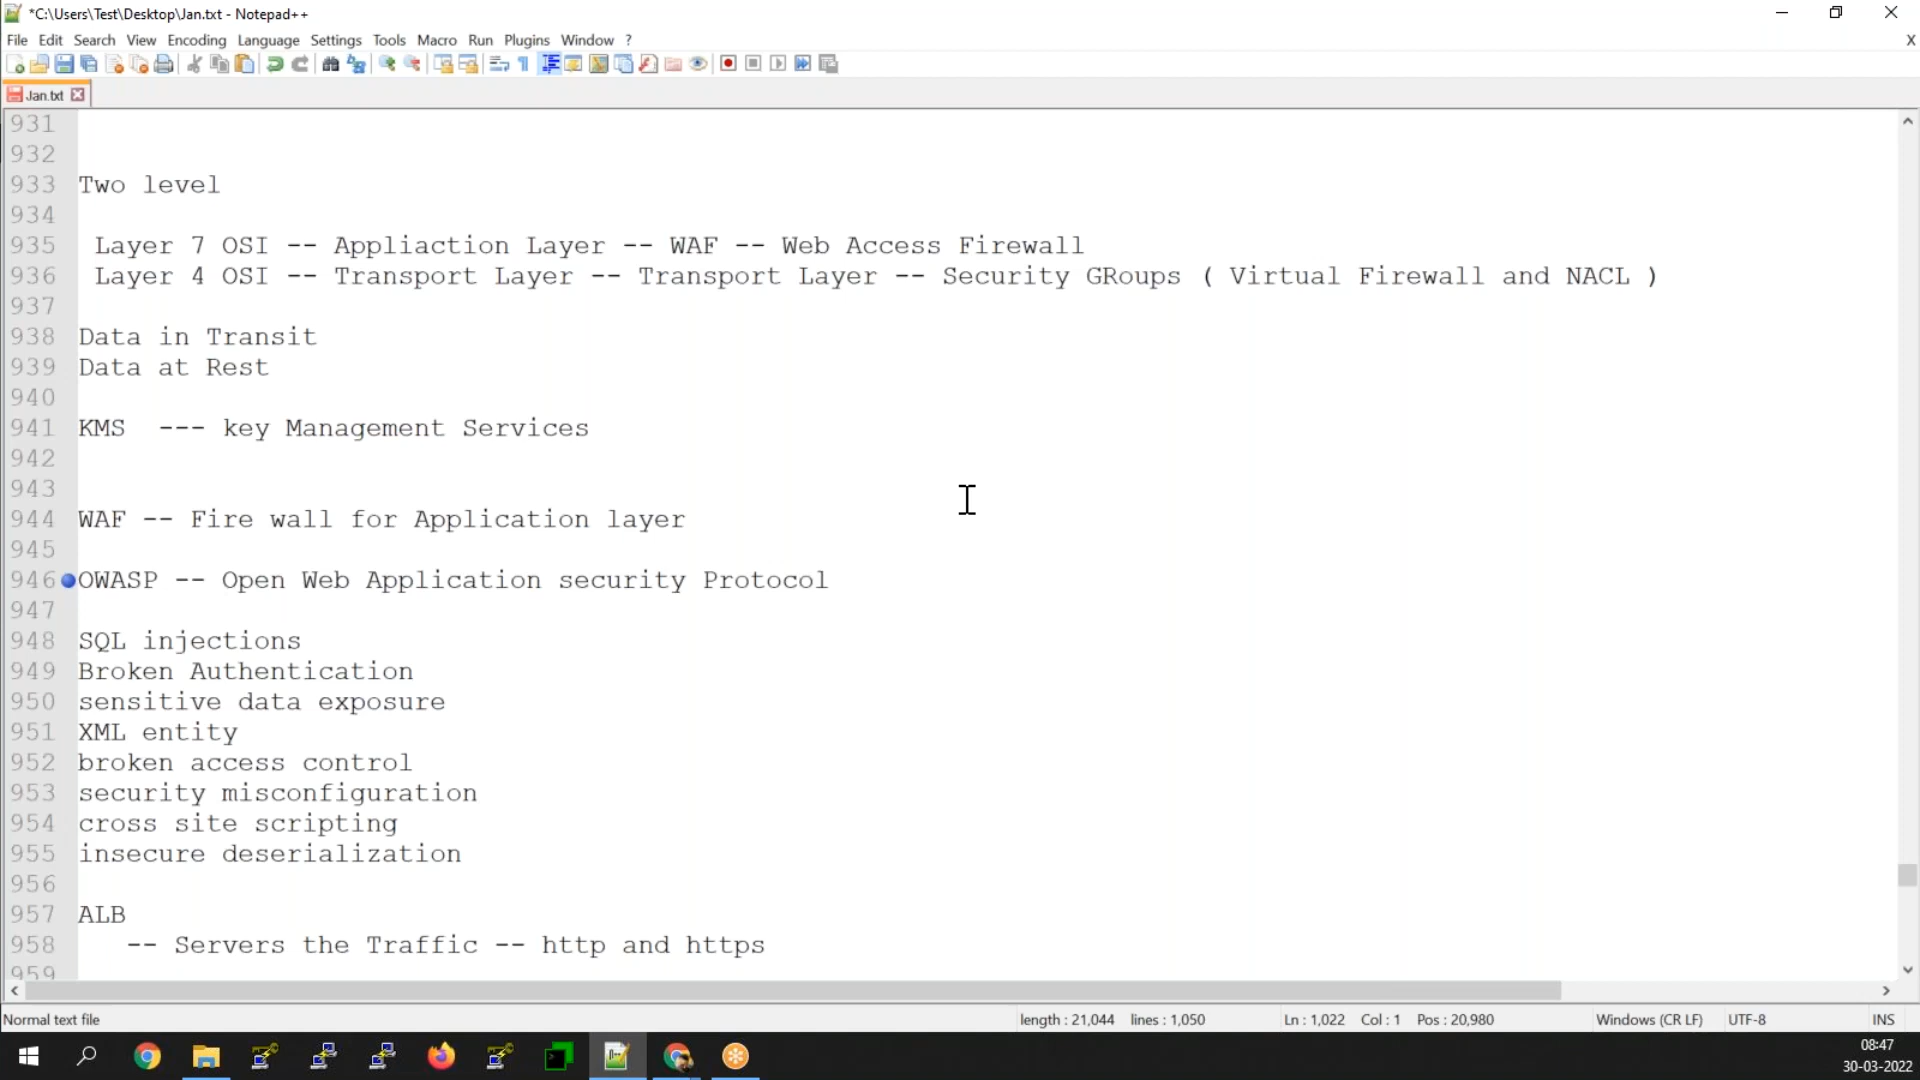 *C:\Users\Test\Desktop\Jan.txt - Notepad++
File Edit Search View Encoding Language Settings Tools Macro Run Plugins Window ? X
Jan.txt
931
932
933 Two level
934
935 Layer 7 OSI -- Appliaction Layer -- WAF -- Web Access Firewall
936 Layer 4 OSI -- Transport Layer -- Transport Layer -- Security GRoups ( Virtual Firewall and NACL )
937
938 Data in Transit
939 Data at Rest
940
941 KMS --- key Management Services
942
943
944 WAF -- Fire wall for Application layer
945
946 OWASP -- Open Web Application security Protocol
947
948 SQL injections
949 Broken Authentication
950 sensitive data exposure
951 XML entity
952 broken access control
953 security misconfiguration
954 cross site scripting
955 insecure deserialization
956
957 ALB
958 -- Servers the Traffic -- http and https
959
Normal text file length : 21,044 lines : 1,050 Ln : 1,022 Col : 1 Pos : 20,980 Windows (CR LF) UTF-8 INS
08:47
30-03-2022